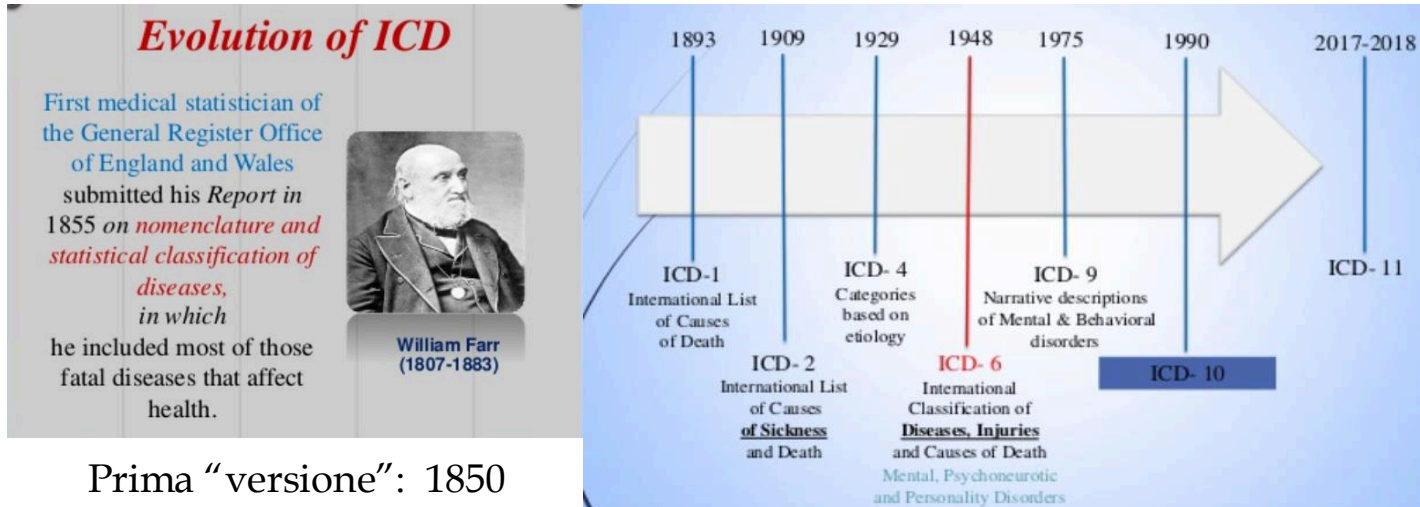 Evolution of ICD
First medical statistician of
the General Register Office
of England and Wales
submitted his Report in
1855 on nomenclature and
statistical classification of
diseases,
in which
he included most of those
fatal diseases that affect
health.
William Farr
(1807-1883)
Prima “versione”: 1850
1893
1909
1929
1948
1975
1990
2017-2018
ICD-1
International List
of Causes
of Death
ICD- 2
International List
of Causes
of Sickness
and Death
ICD- 4
Categories
based on
etiology
ICD- 6
International
Classification of
Diseases, Injuries
and Causes of Death
Mental, Psychoneurotic
and Personality Disorders
ICD- 9
Narrative descriptions
of Mental & Behavioral
disorders
ICD- 10
ICD- 11